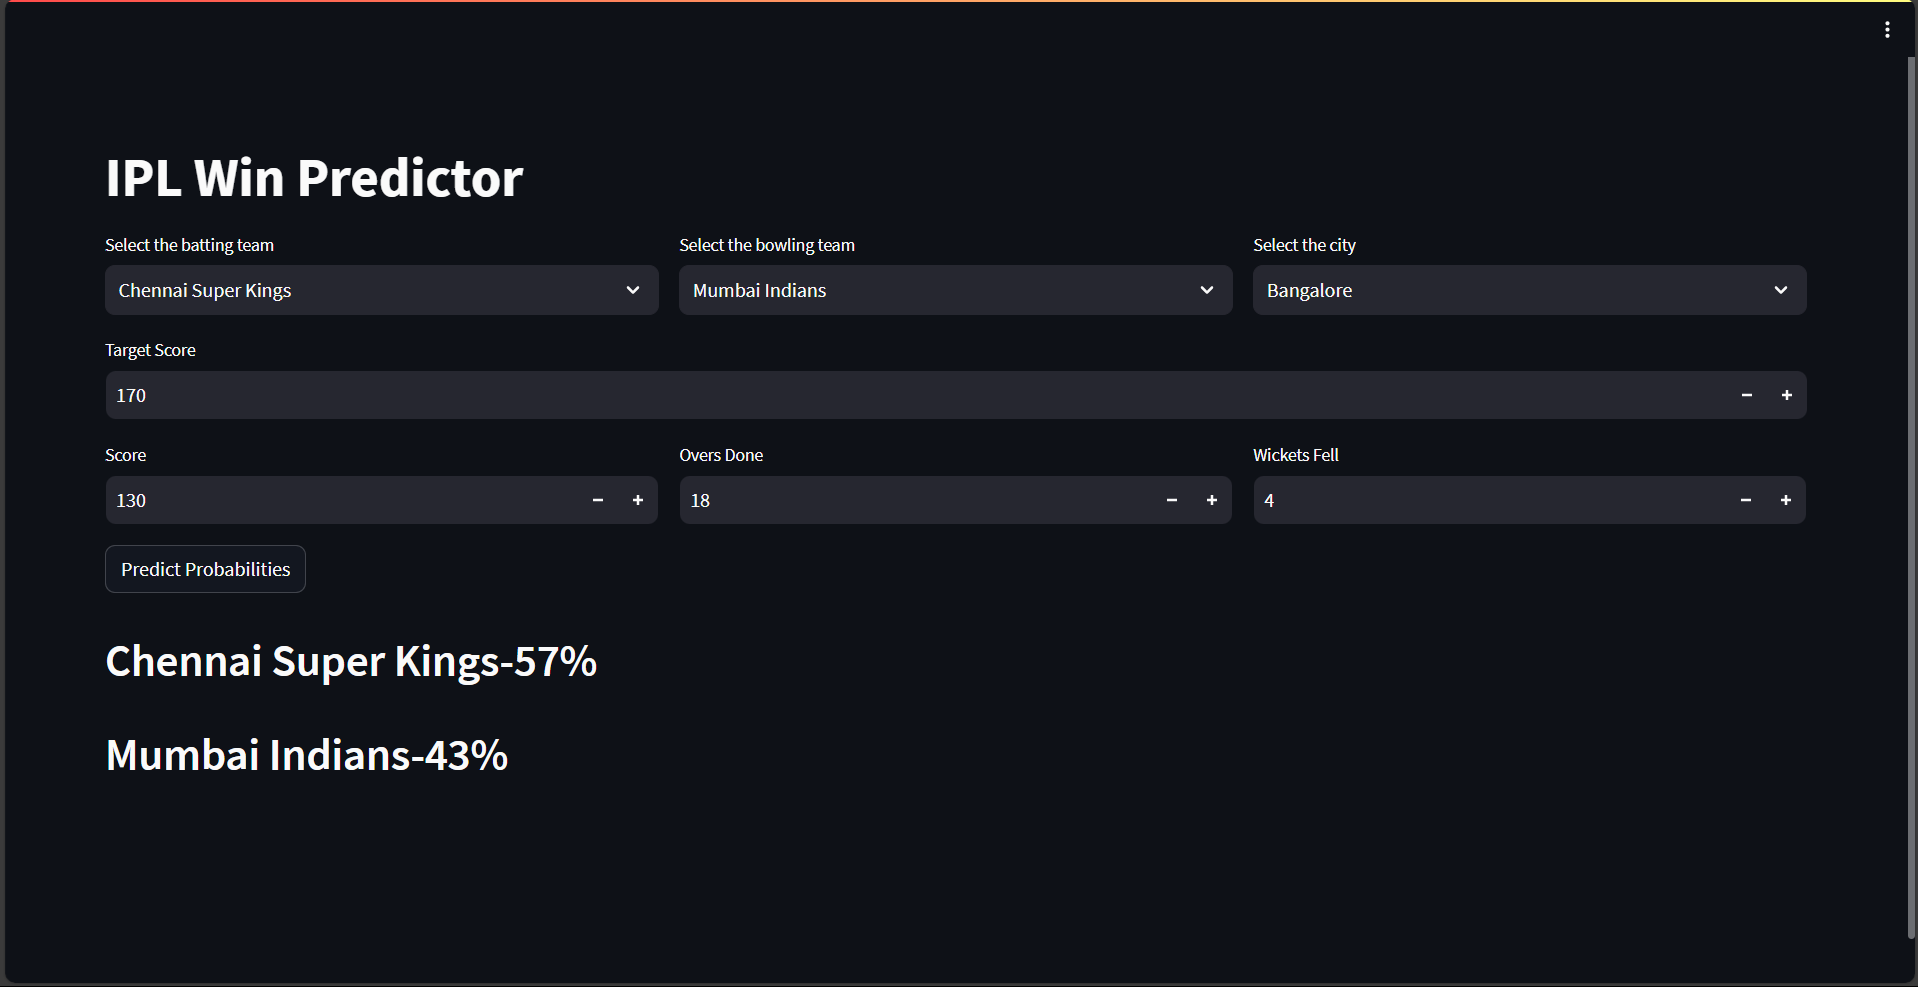 IPL Win Predictor
Select the batting team Select the bowling team Select the city
Chennai Super Kings Mumbai Indians Bangalore
Target Score
170 − +
Score Overs Done Wickets Fell
130 − + 18 − + 4 − +
Predict Probabilities
Chennai Super Kings-57%
Mumbai Indians-43%